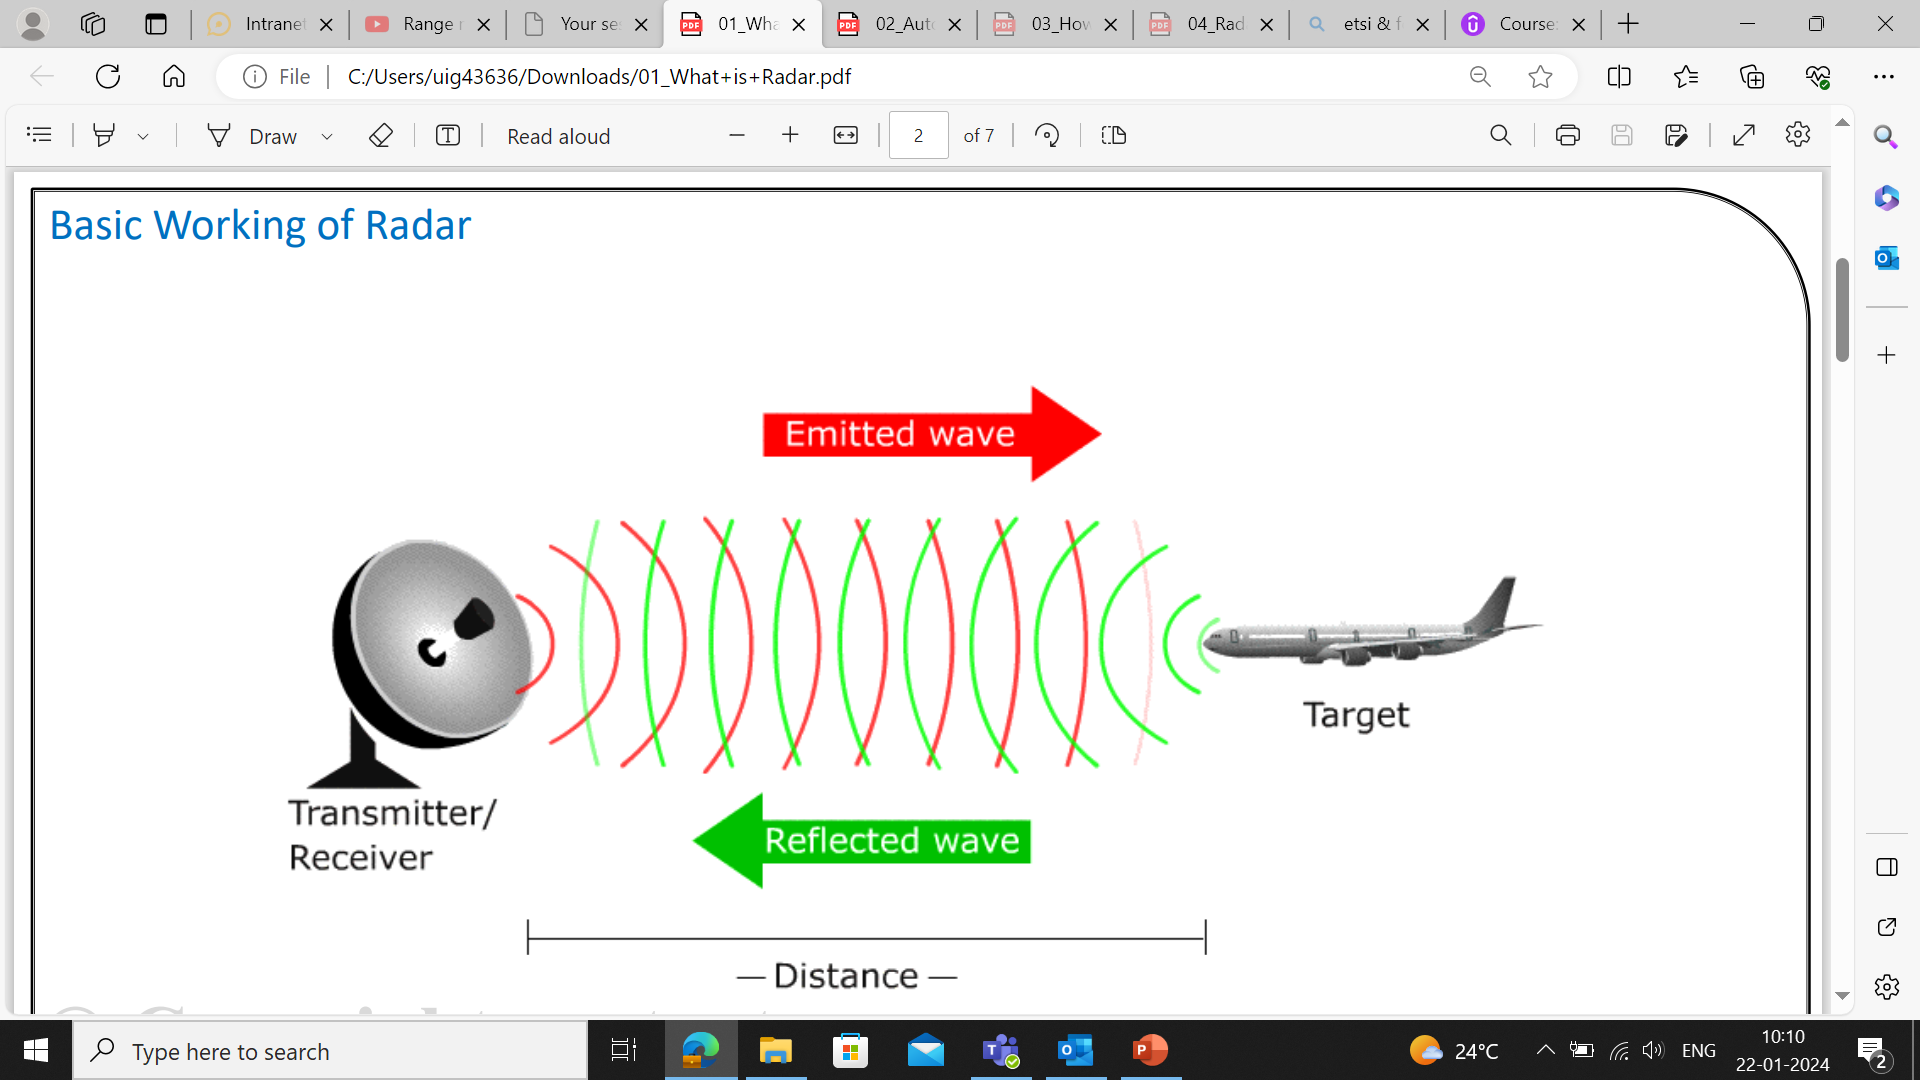 Intranet
Range r
Your se
01_Wha
02_Auto
03_How
04_Rad
etsi & f
Course:
File
C:/Users/uig43636/Downloads/01_What+is+Radar.pdf
Draw
Read aloud
2
of 7
Basic Working of Radar
Emitted wave
Target
Transmitter/
Receiver
Reflected wave
— Distance —
Type here to search
24°C
ENG
10:10
22-01-2024
2